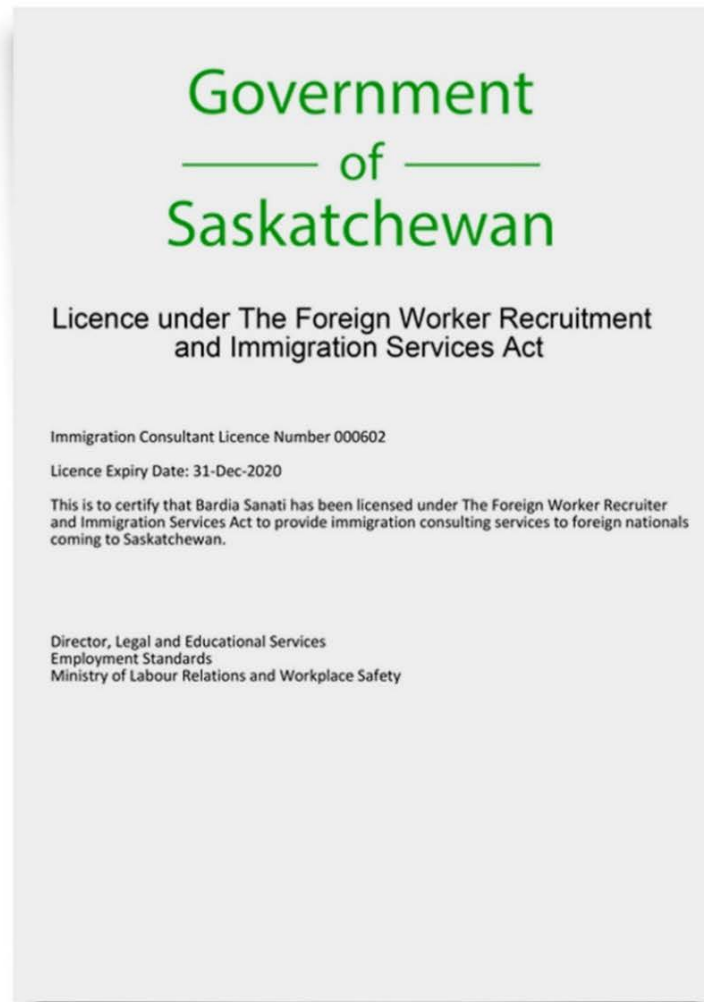 Government
of
Saskatchewan
Licence under The Foreign Worker Recruitment
and Immigration Services Act
Immigration Consultant Licence Number 000602
Licence Expiry Date: 31-Dec-2020
This is to certify that Bardia Sanati has been licensed under The Foreign Worker Recruiter
and Immigration Services Act to provide immigration consulting services to foreign nationals
coming to Saskatchewan.
Director, Legal and Educational Services
Employment Standards
Ministry of Labour Relations and Workplace Safety